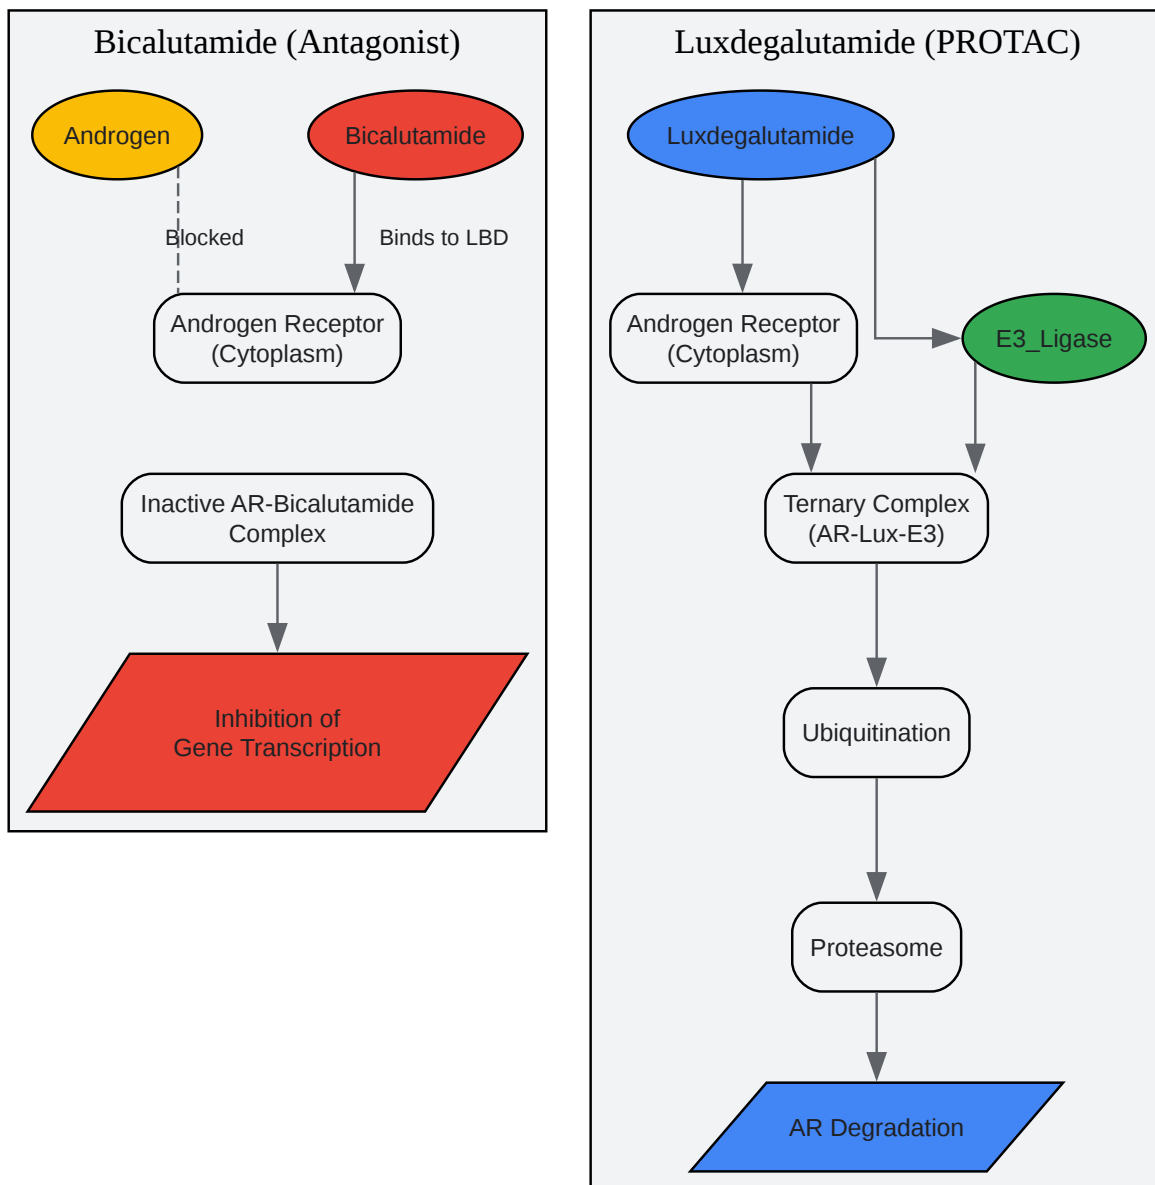 Bicalutamide (Antagonist)
Androgen
Bicalutamide
Blocked
Binds to LBD
Androgen Receptor
(Cytoplasm)
Inactive AR-Bicalutamide
Complex
Inhibition of
Gene Transcription
Luxdegalutamide (PROTAC)
Luxdegalutamide
Androgen Receptor
(Cytoplasm)
E3_Ligase
Ternary Complex
(AR-Lux-E3)
Ubiquitination
Proteasome
AR Degradation